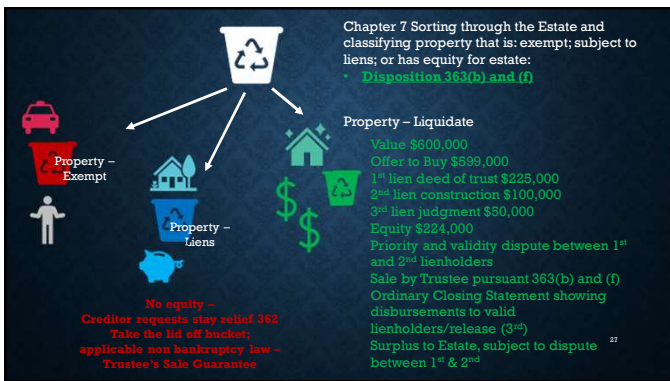 Chapter 7 Sorting through the Estate and
classifying property that is: exempt; subject to
liens; or has equity for estate:
• Disposition 363(b) and (f)
Property –
Exempt
Property –
Liens
No equity –
Creditor requests stay relief 362
Take the lid off bucket;
applicable non bankruptcy law –
Trustee's Sale Guarantee
Property – Liquidate
Value $600,000
Offer to Buy $599,000
1st lien deed of trust $225,000
2nd lien construction $100,000
3rd lien judgment $50,000
Equity $224,000
Priority and validity dispute between 1st
and 2nd lienholders
Sale by Trustee pursuant 363(b) and (f)
Ordinary Closing Statement showing
disbursements to valid
lienholders/release (3rd)
Surplus to Estate, subject to dispute
between 1st & 2nd
27